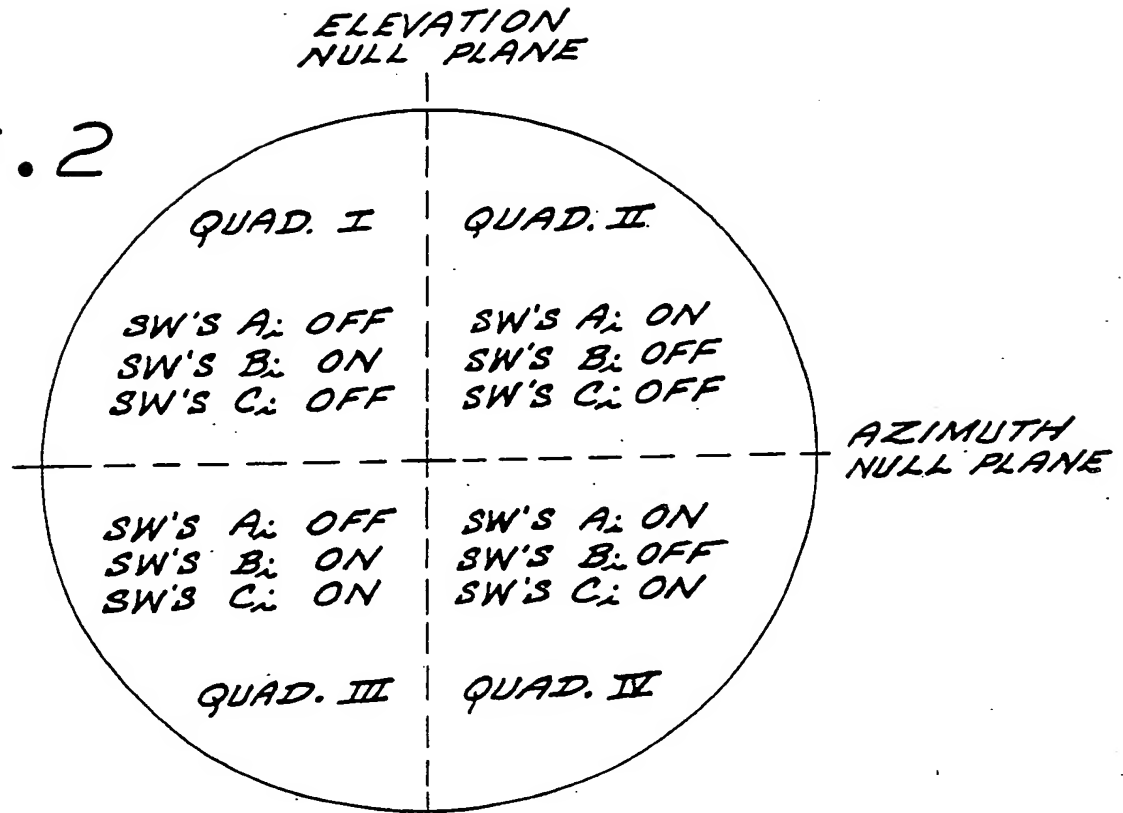 ELEVATION
NULL PLANE
.2
QUAD. I
QUAD. II
SW'S Ai OFF
SW'S Bi ON
SW'S Ci OFF
SW'S Ai ON
SW'S Bi OFF
SW'S Ci OFF
AZIMUTH
NULL PLANE
SW'S Ai OFF
SW'S Bi ON
SW'S Ci ON
SW'S Ai ON
SW'S Bi OFF
SW'S Ci ON
QUAD. III
QUAD. IV